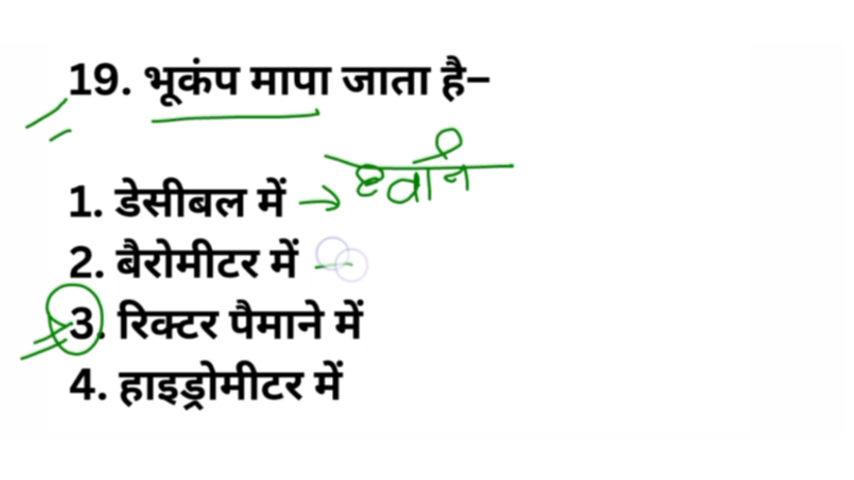 19. भूकंप मापा जाता है–
1. डेसीबल में → ध्वनि
2. बैरोमीटर में
3. रिक्टर पैमाने में
4. हाइड्रोमीटर में